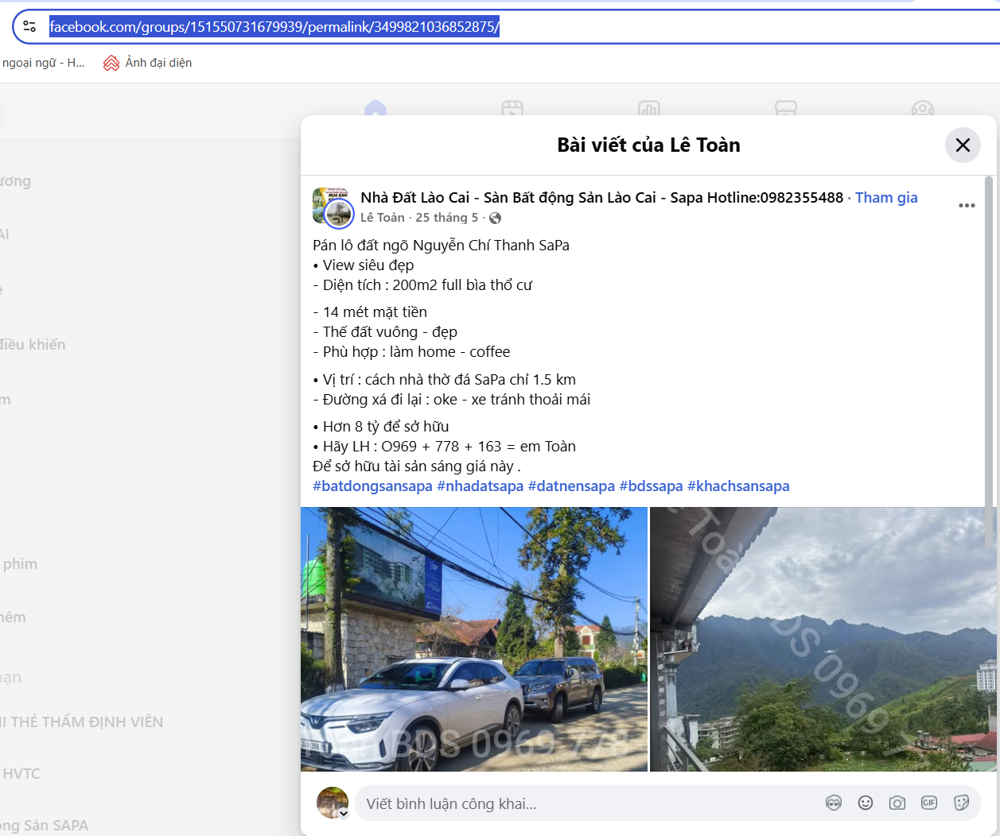 facebook.com/groups/151550731679939/permalink/3499821036852875/
ngoại ngữ - H... Ảnh đại diện
Bài viết của Lê Toàn
Nhà Đất Lào Cai - Sàn Bất động Sản Lào Cai - Sapa Hotline:0982355488 · Tham gia
Lê Toàn · 25 tháng 5 ·
Pán lô đất ngõ Nguyễn Chí Thanh SaPa
• View siêu đẹp
- Diện tích : 200m2 full bìa thổ cư
- 14 mét mặt tiền
- Thế đất vuông - đẹp
- Phù hợp : làm home - coffee
• Vị trí : cách nhà thờ đá SaPa chỉ 1.5 km
- Đường xá đi lại : oke - xe tránh thoải mái
• Hơn 8 tỷ để sở hữu
• Hãy LH : O969 + 778 + 163 = em Toàn
Để sở hữu tài sản sáng giá này .
#batdongsansapa #nhadatsapa #datnensapa #bdssapa #khachsansapa
ương
AI
điều khiển
m
phim
hêm
bạn
HI THẺ THẨM ĐỊNH VIÊN
HVTC
ộng Sản SAPA
BDS 0969 778
Toàn BDS 0969
Viết bình luận công khai...
GIF